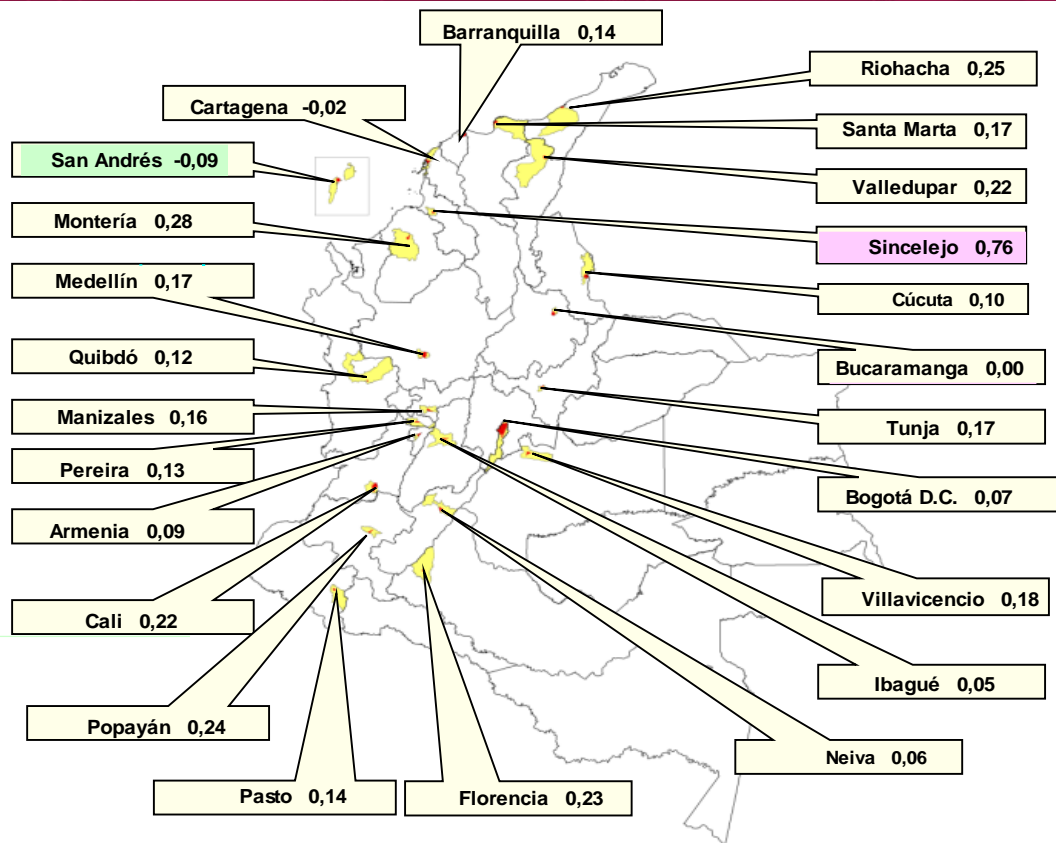 Barranquilla 0,14
Riohacha 0,25
Cartagena -0,02
Santa Marta 0,17
San Andrés -0,09
Valledupar 0,22
Montería 0,28
Sincelejo 0,76
Medellín 0,17
Cúcuta 0,10
Quibdó 0,12
Bucaramanga 0,00
Manizales 0,16
Tunja 0,17
Pereira 0,13
Bogotá D.C. 0,07
Armenia 0,09
Villavicencio 0,18
Cali 0,22
Ibagué 0,05
Popayán 0,24
Neiva 0,06
Pasto 0,14
Florencia 0,23